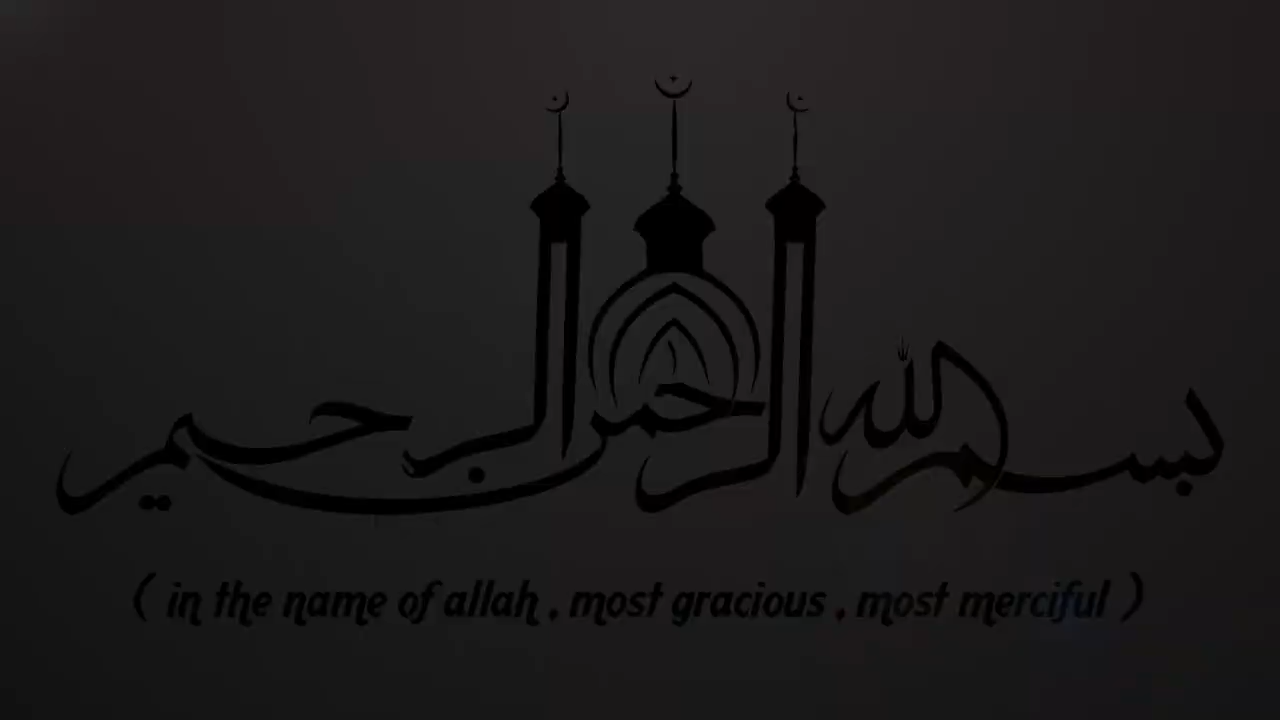 بسم الله الرحمن الرحيم
( in the name of allah , most gracious , most merciful )